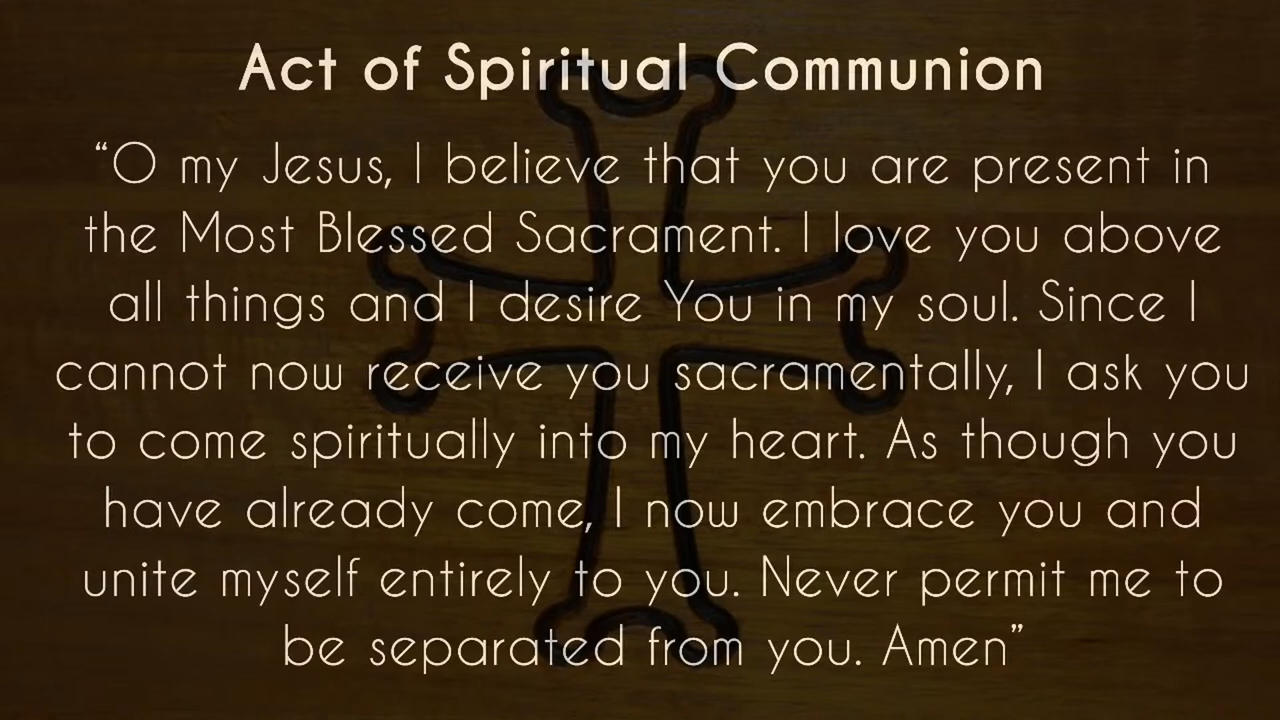 Act of Spiritual Communion
“O my Jesus, I believe that you are present in
the Most Blessed Sacrament. I love you above
all things and I desire You in my soul. Since I
cannot now receive you sacramentally, I ask you
to come spiritually into my heart. As though you
have already come, I now embrace you and
unite myself entirely to you. Never permit me to
be separated from you. Amen”